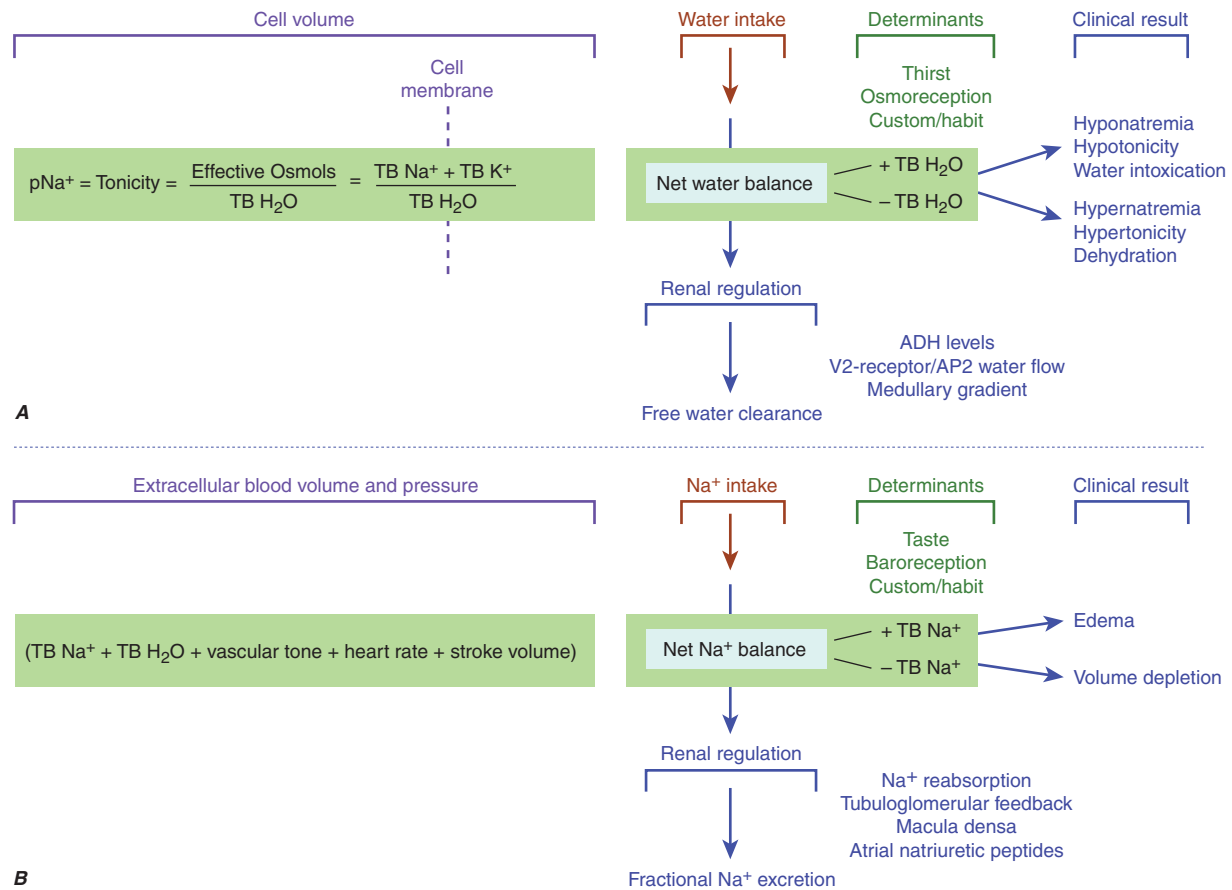 Cell volume
Water intake
Determinants
Clinical result
Cell
membrane
Thirst
Osmoreception
Custom/habit
pNa⁺ = Tonicity = Effective Osmols / TB H₂O = TB Na⁺ + TB K⁺ / TB H₂O
Net water balance
+ TB H₂O
– TB H₂O
Hyponatremia
Hypotonicity
Water intoxication
Hypernatremia
Hypertonicity
Dehydration
Renal regulation
ADH levels
V2-receptor/AP2 water flow
Medullary gradient
Free water clearance
A
Extracellular blood volume and pressure
Na⁺ intake
Determinants
Clinical result
Taste
Baroreception
Custom/habit
(TB Na⁺ + TB H₂O + vascular tone + heart rate + stroke volume)
Net Na⁺ balance
+ TB Na⁺
– TB Na⁺
Edema
Volume depletion
Renal regulation
Na⁺ reabsorption
Tubuloglomerular feedback
Macula densa
Atrial natriuretic peptides
Fractional Na⁺ excretion
B